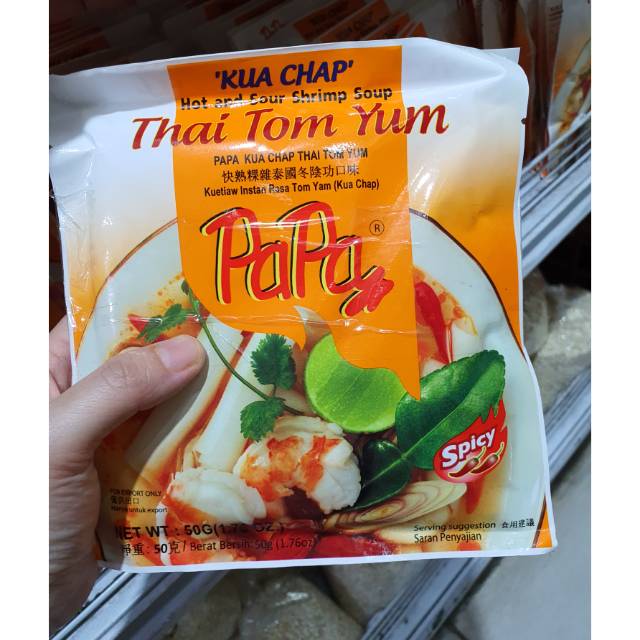 'KUA CHAP'
Hot and Sour Shrimp Soup
Thai Tom Yum
PAPA KUA CHAP THAI TOM YUM
快熟粿雜泰國冬陰功口味
Kuetiaw Instan Rasa Tom Yam (Kua Chap)
PaPa ®
Spicy
FOR EXPORT ONLY
untuk export
NET WT : 50G(1.76 OZ.)
淨重: 50克 / Berat Bersih: 50g (1.76oz)
Serving suggestion 食用建議
Saran Penyajian